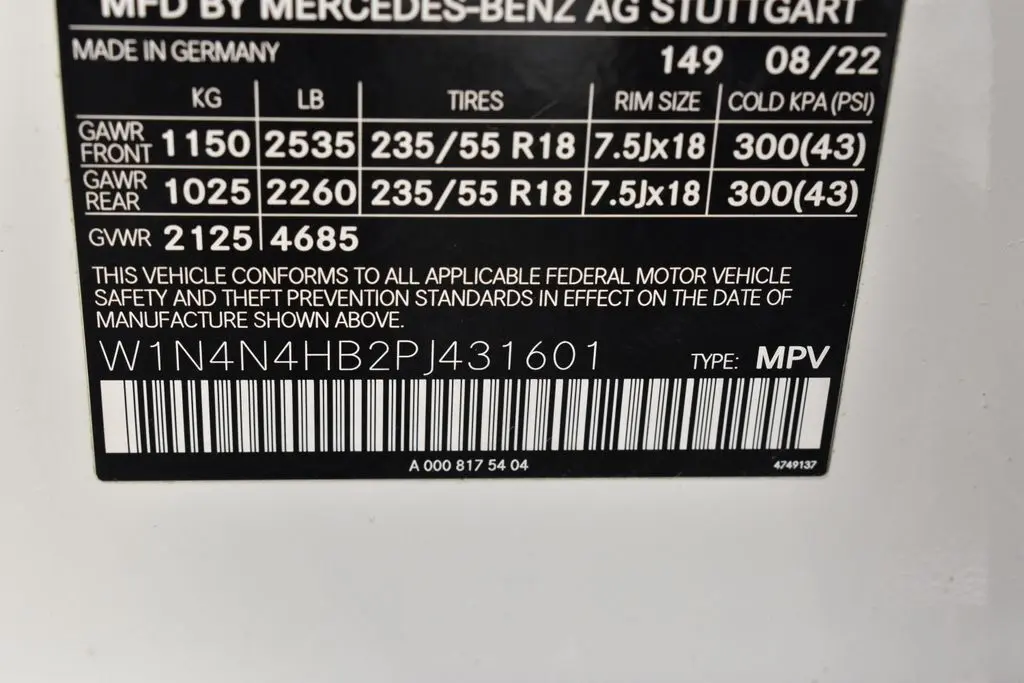 MFD BY MERCEDES-BENZ AG STUTTGART
MADE IN GERMANY 149 08/22
KG LB TIRES RIM SIZE COLD KPA (PSI)
GAWR FRONT 1150 2535 235/55 R18 7.5Jx18 300(43)
GAWR REAR 1025 2260 235/55 R18 7.5Jx18 300(43)
GVWR 2125 4685
THIS VEHICLE CONFORMS TO ALL APPLICABLE FEDERAL MOTOR VEHICLE
SAFETY AND THEFT PREVENTION STANDARDS IN EFFECT ON THE DATE OF
MANUFACTURE SHOWN ABOVE.
W1N4N4HB2PJ431601 TYPE: MPV
A 000 817 54 04 4749137